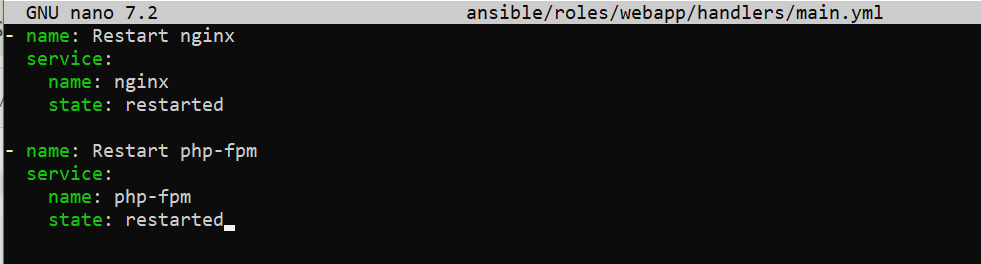 GNU nano 7.2 ansible/roles/webapp/handlers/main.yml
- name: Restart nginx
  service:
    name: nginx
    state: restarted

- name: Restart php-fpm
  service:
    name: php-fpm
    state: restarted